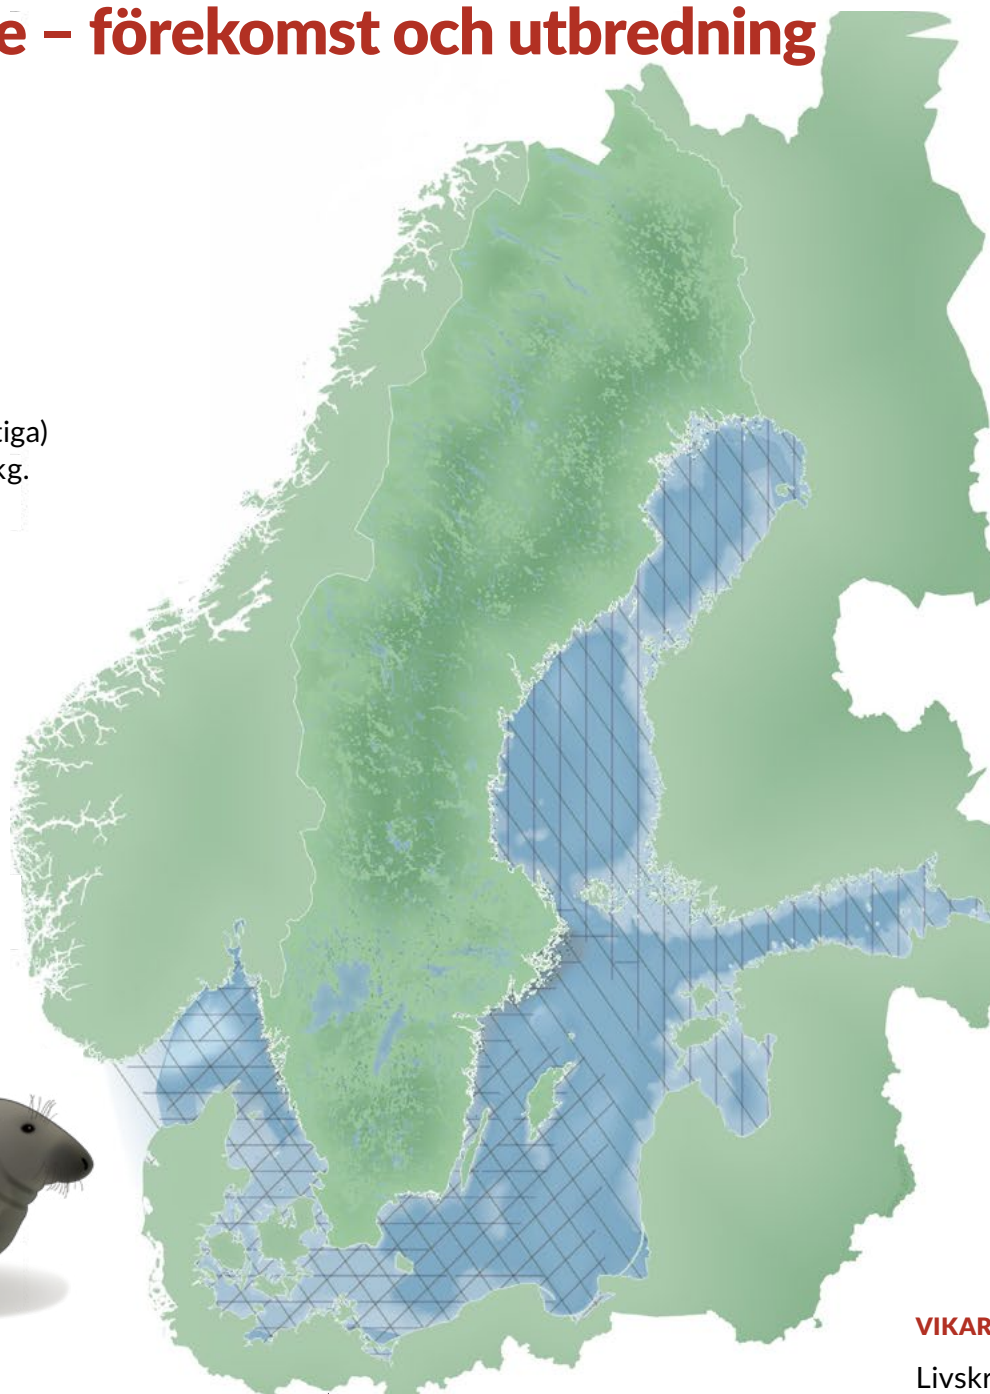 e – förekomst och utbredning
tiga)
kg.
VIKAR
Livskr